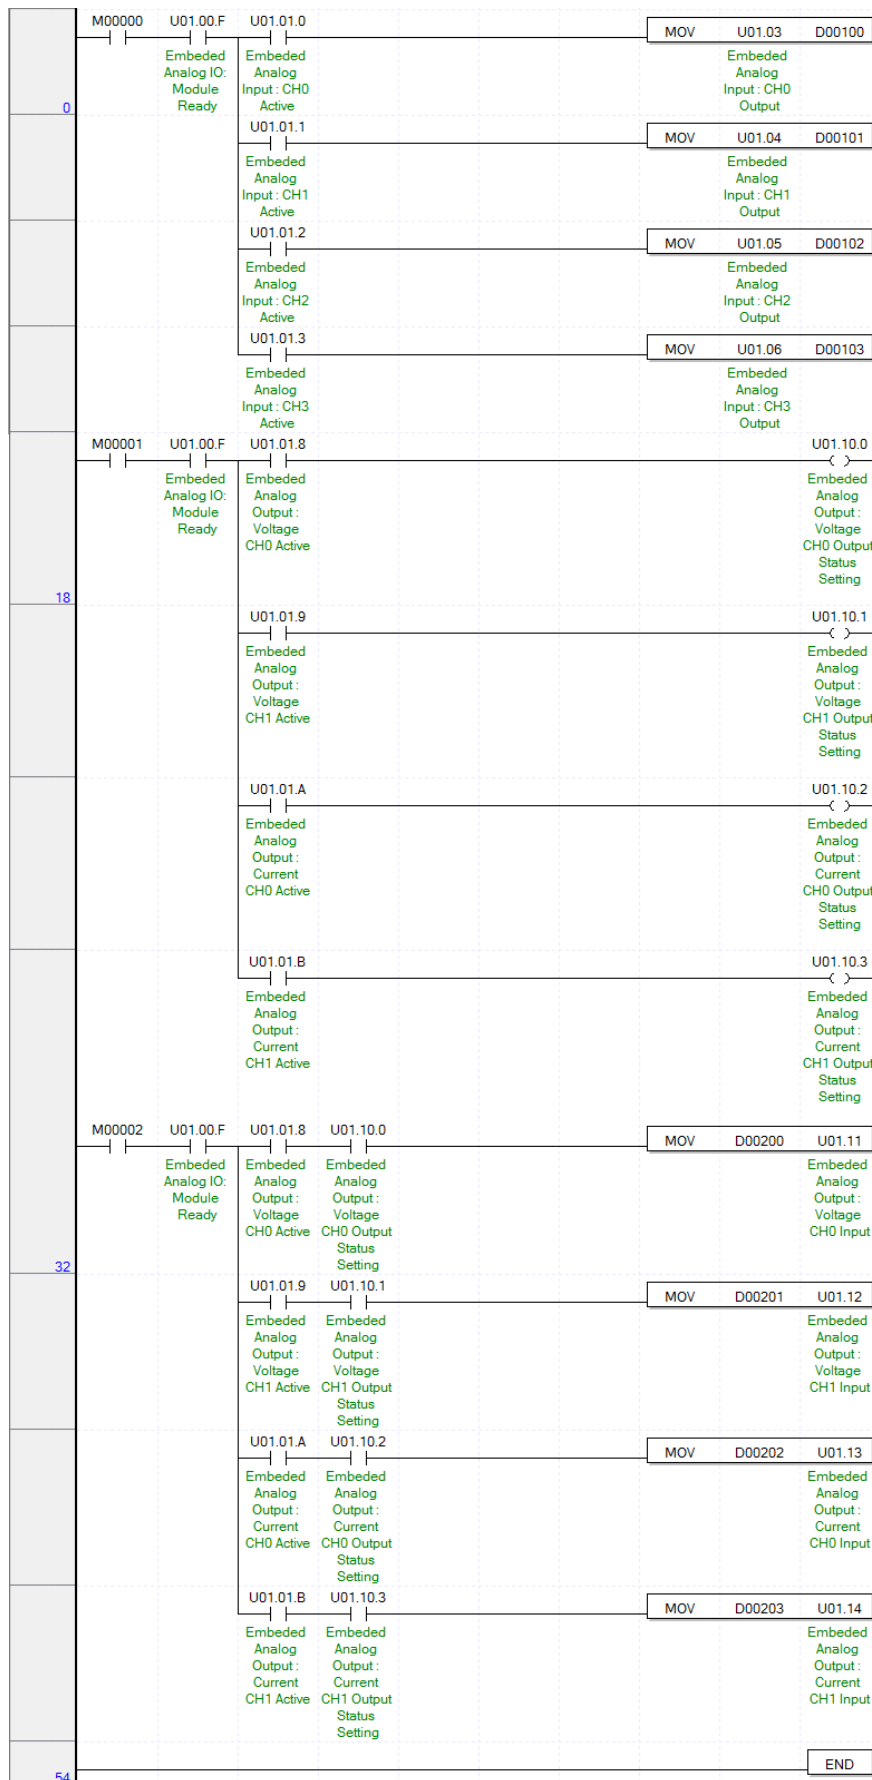 M00000 U01.00.F U01.01.0
MOV U01.03 D00100
Embeded Embeded Embeded
Analog IO: Analog Analog
Module Input : CH0 Input : CH0
Ready Active Output
0
U01.01.1
MOV U01.04 D00101
Embeded Embeded
Analog Analog
Input : CH1 Input : CH1
Active Output
U01.01.2
MOV U01.05 D00102
Embeded Embeded
Analog Analog
Input : CH2 Input : CH2
Active Output
U01.01.3
MOV U01.06 D00103
Embeded Embeded
Analog Analog
Input : CH3 Input : CH3
Active Output
M00001 U01.00.F U01.01.8 U01.10.0
Embeded Embeded Embeded
Analog IO: Analog Analog
Module Output : Output :
Ready Voltage Voltage
CH0 Active CH0 Output
Status
Setting
18
U01.01.9 U01.10.1
Embeded Embeded
Analog Analog
Output : Output :
Voltage Voltage
CH1 Active CH1 Output
Status
Setting
U01.01.A U01.10.2
Embeded Embeded
Analog Analog
Output : Output :
Current Current
CH0 Active CH0 Output
Status
Setting
U01.01.B U01.10.3
Embeded Embeded
Analog Analog
Output : Output :
Current Current
CH1 Active CH1 Output
Status
Setting
M00002 U01.00.F U01.01.8 U01.10.0
MOV D00200 U01.11
Embeded Embeded Embeded Embeded
Analog IO: Analog Analog Analog
Module Output : Output : Output :
Ready Voltage Voltage Voltage
CH0 Active CH0 Output CH0 Input
Status
Setting
32
U01.01.9 U01.10.1
MOV D00201 U01.12
Embeded Embeded Embeded
Analog Analog Analog
Output : Output : Output :
Voltage Voltage Voltage
CH1 Active CH1 Output CH1 Input
Status
Setting
U01.01.A U01.10.2
MOV D00202 U01.13
Embeded Embeded Embeded
Analog Analog Analog
Output : Output : Output :
Current Current Current
CH0 Active CH0 Output CH0 Input
Status
Setting
U01.01.B U01.10.3
MOV D00203 U01.14
Embeded Embeded Embeded
Analog Analog Analog
Output : Output : Output :
Current Current Current
CH1 Active CH1 Output CH1 Input
Status
Setting
END
54